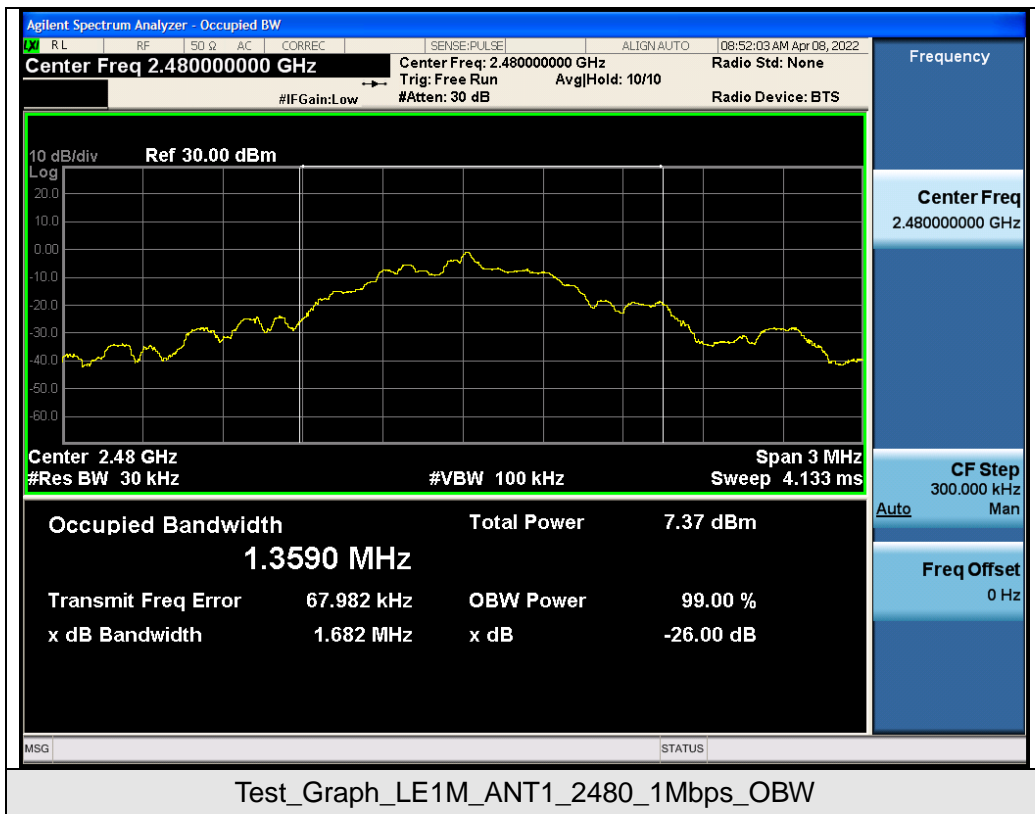 Agilent Spectrum Analyzer - Occupied BW
LXI RL RF 50 Ω AC CORREC SENSE:PULSE ALIGN AUTO 08:52:03 AM Apr 08, 2022
Center Freq 2.480000000 GHz
Center Freq: 2.480000000 GHz
Radio Std: None
Trig: Free Run Avg|Hold: 10/10
#IFGain:Low
#Atten: 30 dB
Radio Device: BTS
10 dB/div Ref 30.00 dBm
Log
20.0
10.0
0.00
-10.0
-20.0
-30.0
-40.0
-50.0
-60.0
Center 2.48 GHz
Span 3 MHz
#Res BW 30 kHz
#VBW 100 kHz
Sweep 4.133 ms
Occupied Bandwidth
Total Power 7.37 dBm
1.3590 MHz
Transmit Freq Error 67.982 kHz
OBW Power 99.00 %
x dB Bandwidth 1.682 MHz
x dB -26.00 dB
Frequency
Center Freq
2.480000000 GHz
CF Step
300.000 kHz
Auto Man
Freq Offset
0 Hz
MSG
STATUS
Test_Graph_LE1M_ANT1_2480_1Mbps_OBW